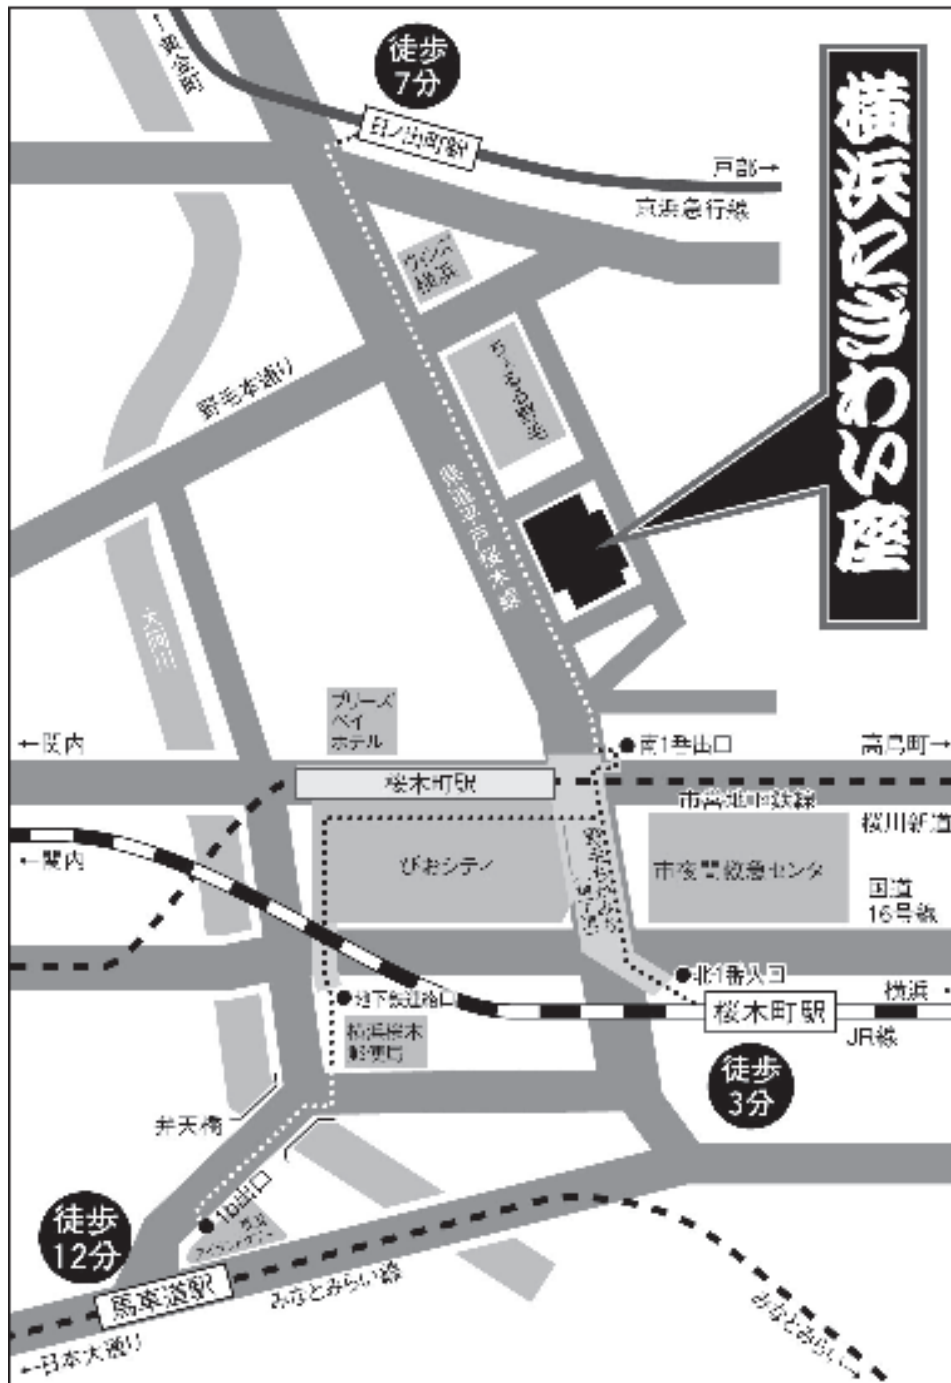 徒歩
7分
←黄金町
日ノ出町駅
戸部→
京浜急行線
横浜にぎわい座
ウィンズ
横浜
野毛本通り
ちぇるる野毛
県道平戸桜木線
大岡川
ブリーズ
ベイ
ホテル
←関内
南1番出口
高島町→
桜木町駅
市営地下鉄線
桜川新道
←関内
ぴおシティ
市夜間救急センタ
国道
16号線
北1番入口
地下鉄連絡口
横浜→
桜木町駅
JR線
横浜桜木
郵便局
徒歩
3分
弁天橋
1b出口
徒歩
12分
馬車道駅
みなとみらい線
みなとみらい→
←日本大通り